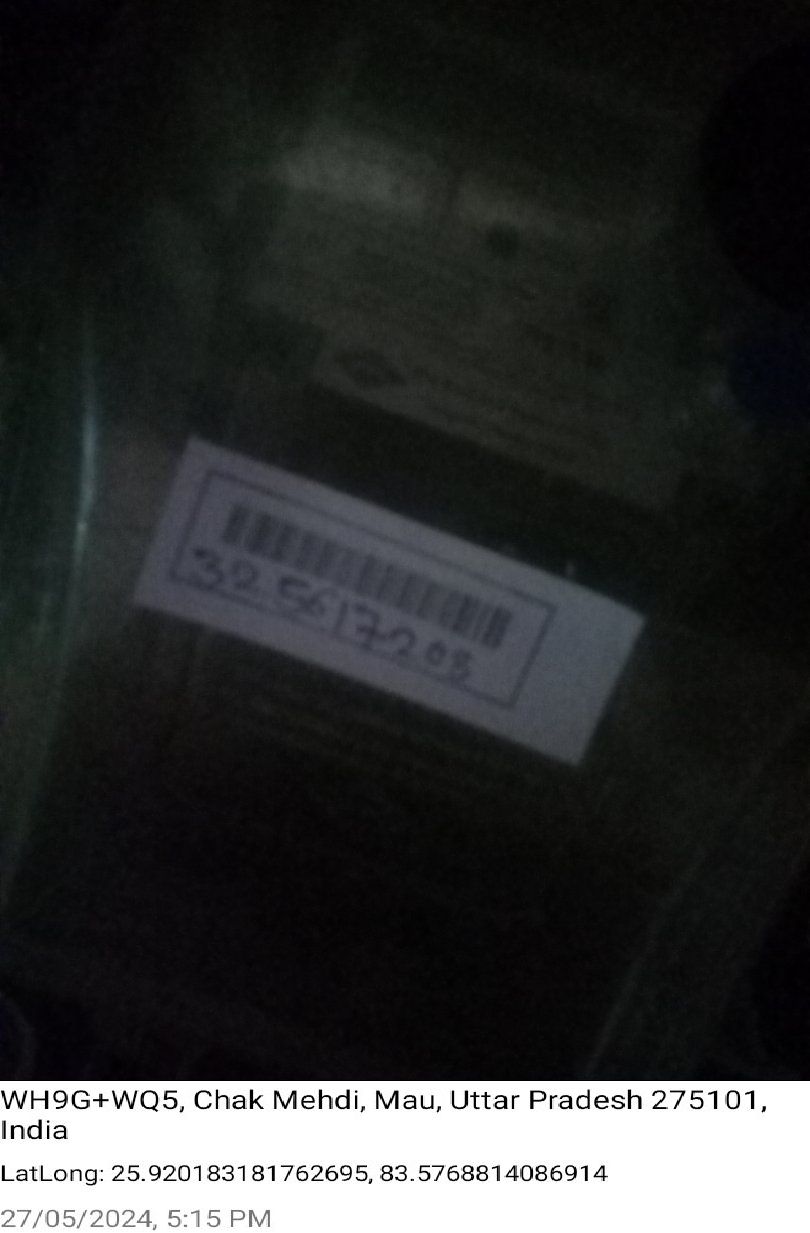 325617203
WH9G+WQ5, Chak Mehdi, Mau, Uttar Pradesh 275101,
India
LatLong: 25.920183181762695, 83.5768814086914
27/05/2024, 5:15 PM